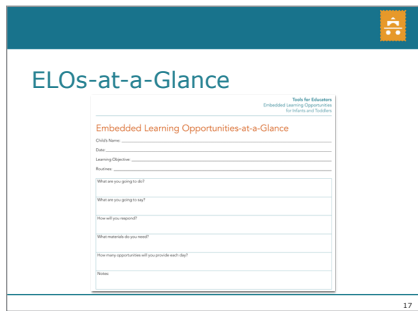 ELOs-at-a-Glance
Tools for Educators
Embedded Learning Opportunities
for Infants and Toddlers
Embedded Learning Opportunities-at-a-Glance
Child's Name:
Date:
Learning Objective:
Routines:
What are you going to do?
What are you going to say?
How will you respond?
What materials do you need?
How many opportunities will you provide each day?
Notes:
17